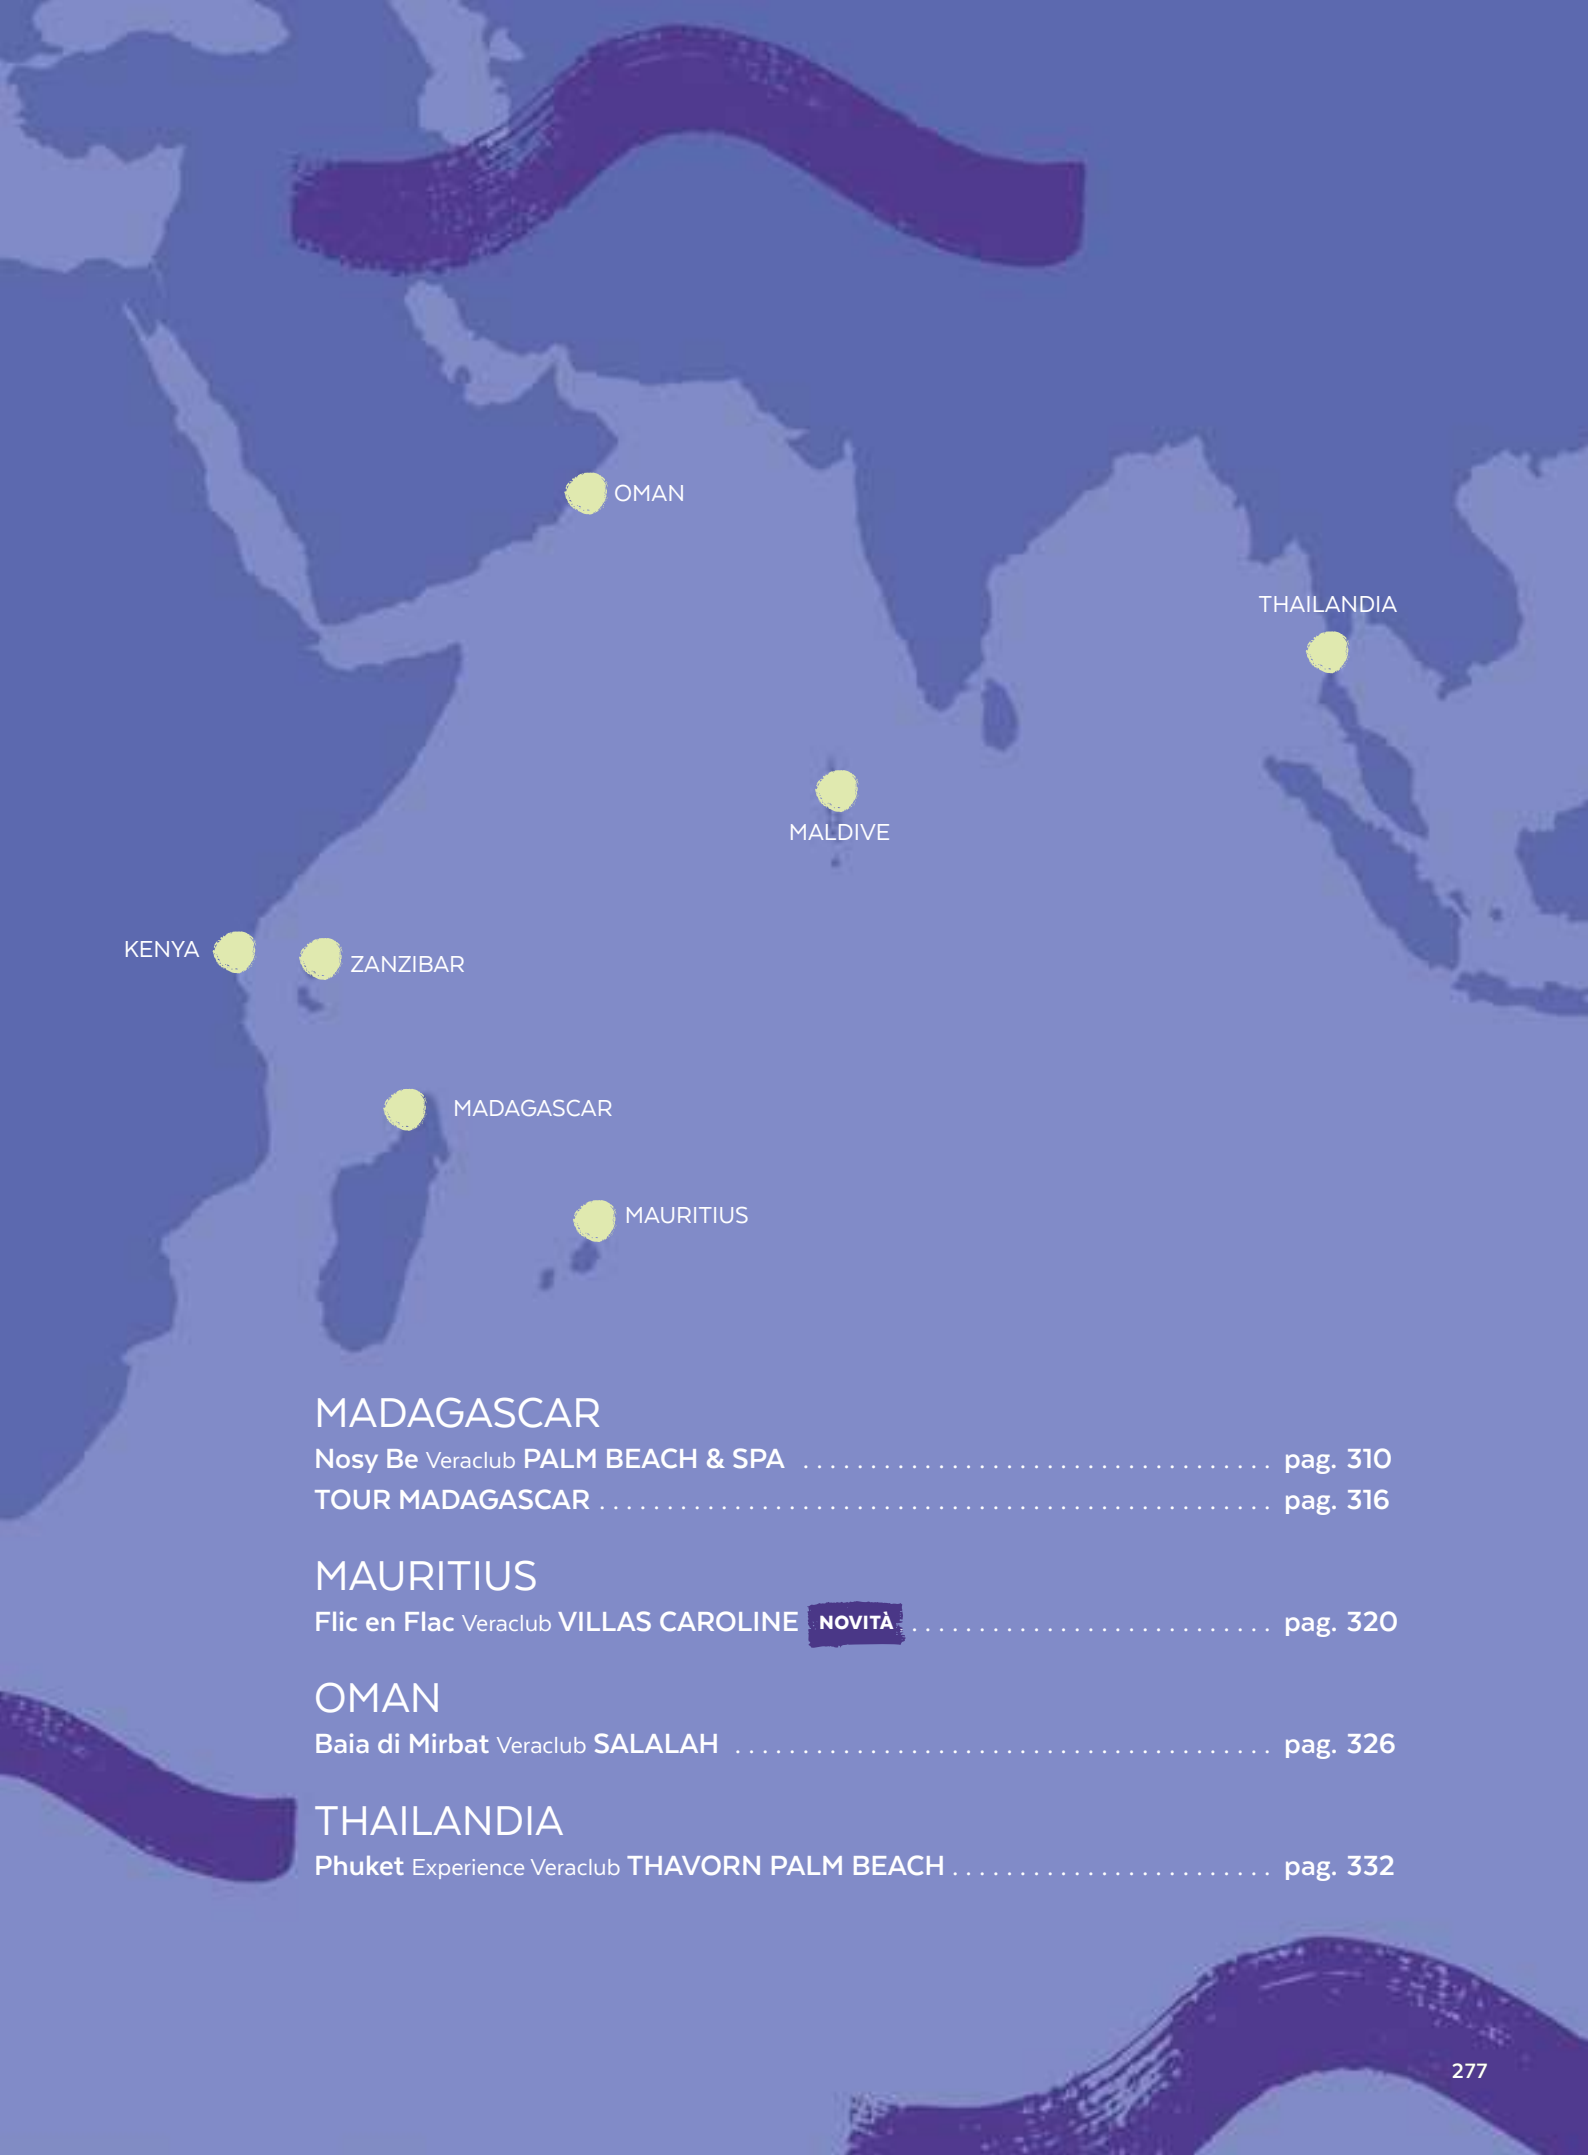 OMAN
THAILANDIA
MALDIVE
KENYA
ZANZIBAR
MADAGASCAR
MAURITIUS
MADAGASCAR
Nosy Be Veraclub PALM BEACH & SPA ................................... pag. 310
TOUR MADAGASCAR .................................................. pag. 316
MAURITIUS
Flic en Flac Veraclub VILLAS CAROLINE NOVITÀ ........................... pag. 320
OMAN
Baia di Mirbat Veraclub SALALAH ........................................ pag. 326
THAILANDIA
Phuket Experience Veraclub THAVORN PALM BEACH ........................ pag. 332
277